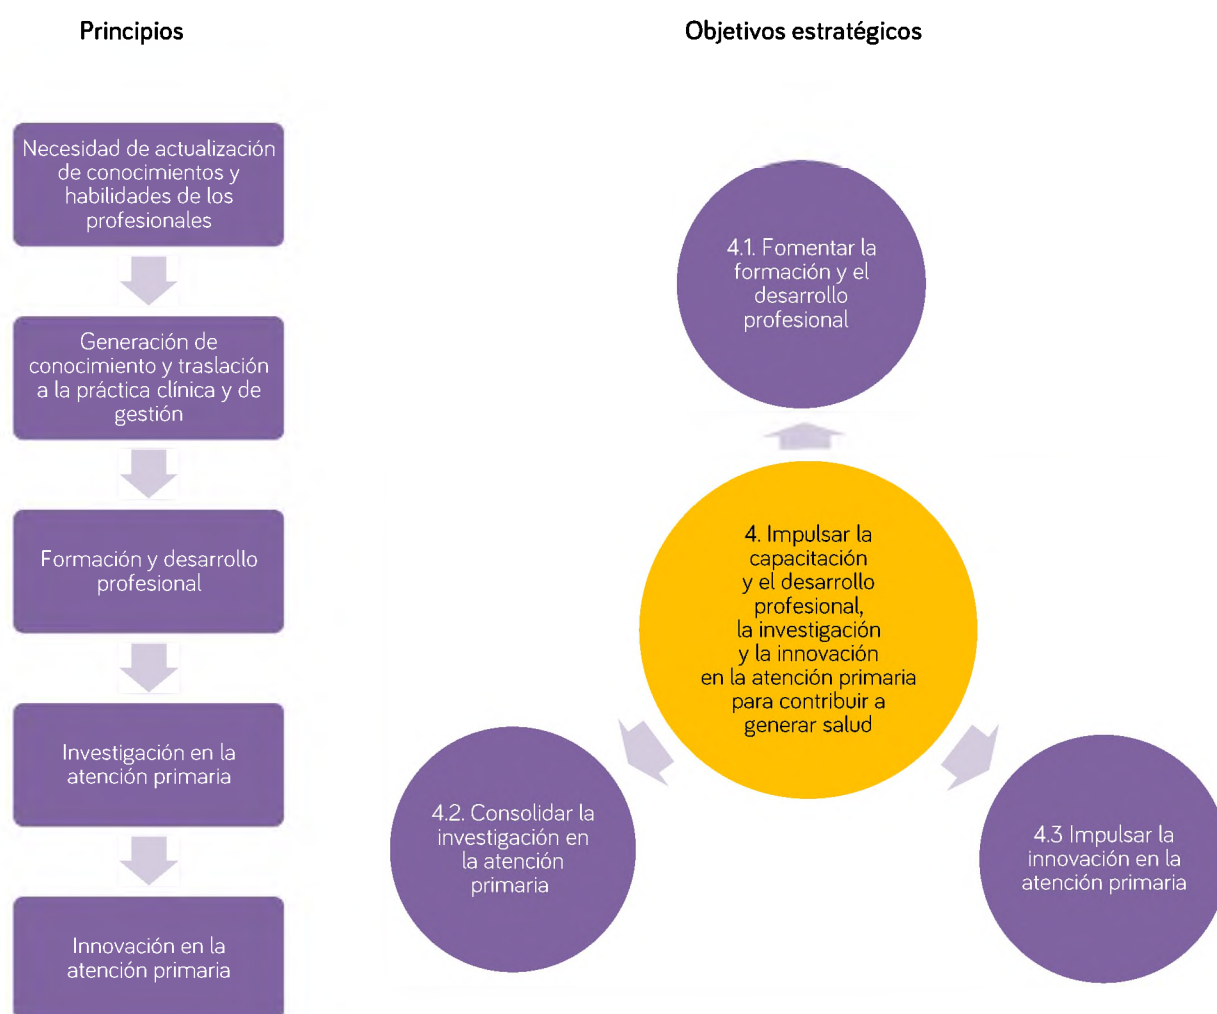 Principios
Necesidad de actualización
de conocimientos y
habilidades de los
profesionales
Generación de
conocimiento y traslación
a la práctica clínica y de
gestión
Formación y desarrollo
profesional
Investigación en la
atención primaria
Innovación en la
atención primaria
Objetivos estratégicos
4.1. Fomentar la
formación y el
desarrollo
profesional
4. Impulsar la
capacitación
y el desarrollo
profesional,
la investigación
y la innovación
en la atención primaria
para contribuir a
generar salud
4.2. Consolidar la
investigación en
la atención
primaria
4.3 Impulsar la
innovación en la
atención primaria